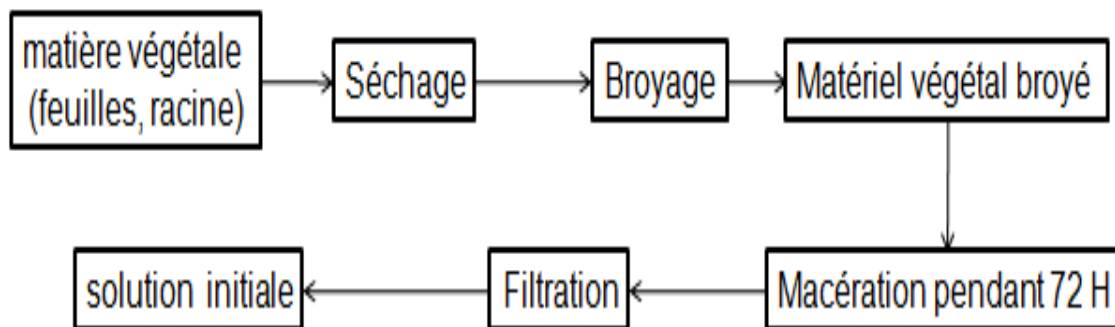 matière végétale
(feuilles, racine)
Séchage
Broyage
Matériel végétal broyé
Macération pendant 72 H
Filtration
solution initiale